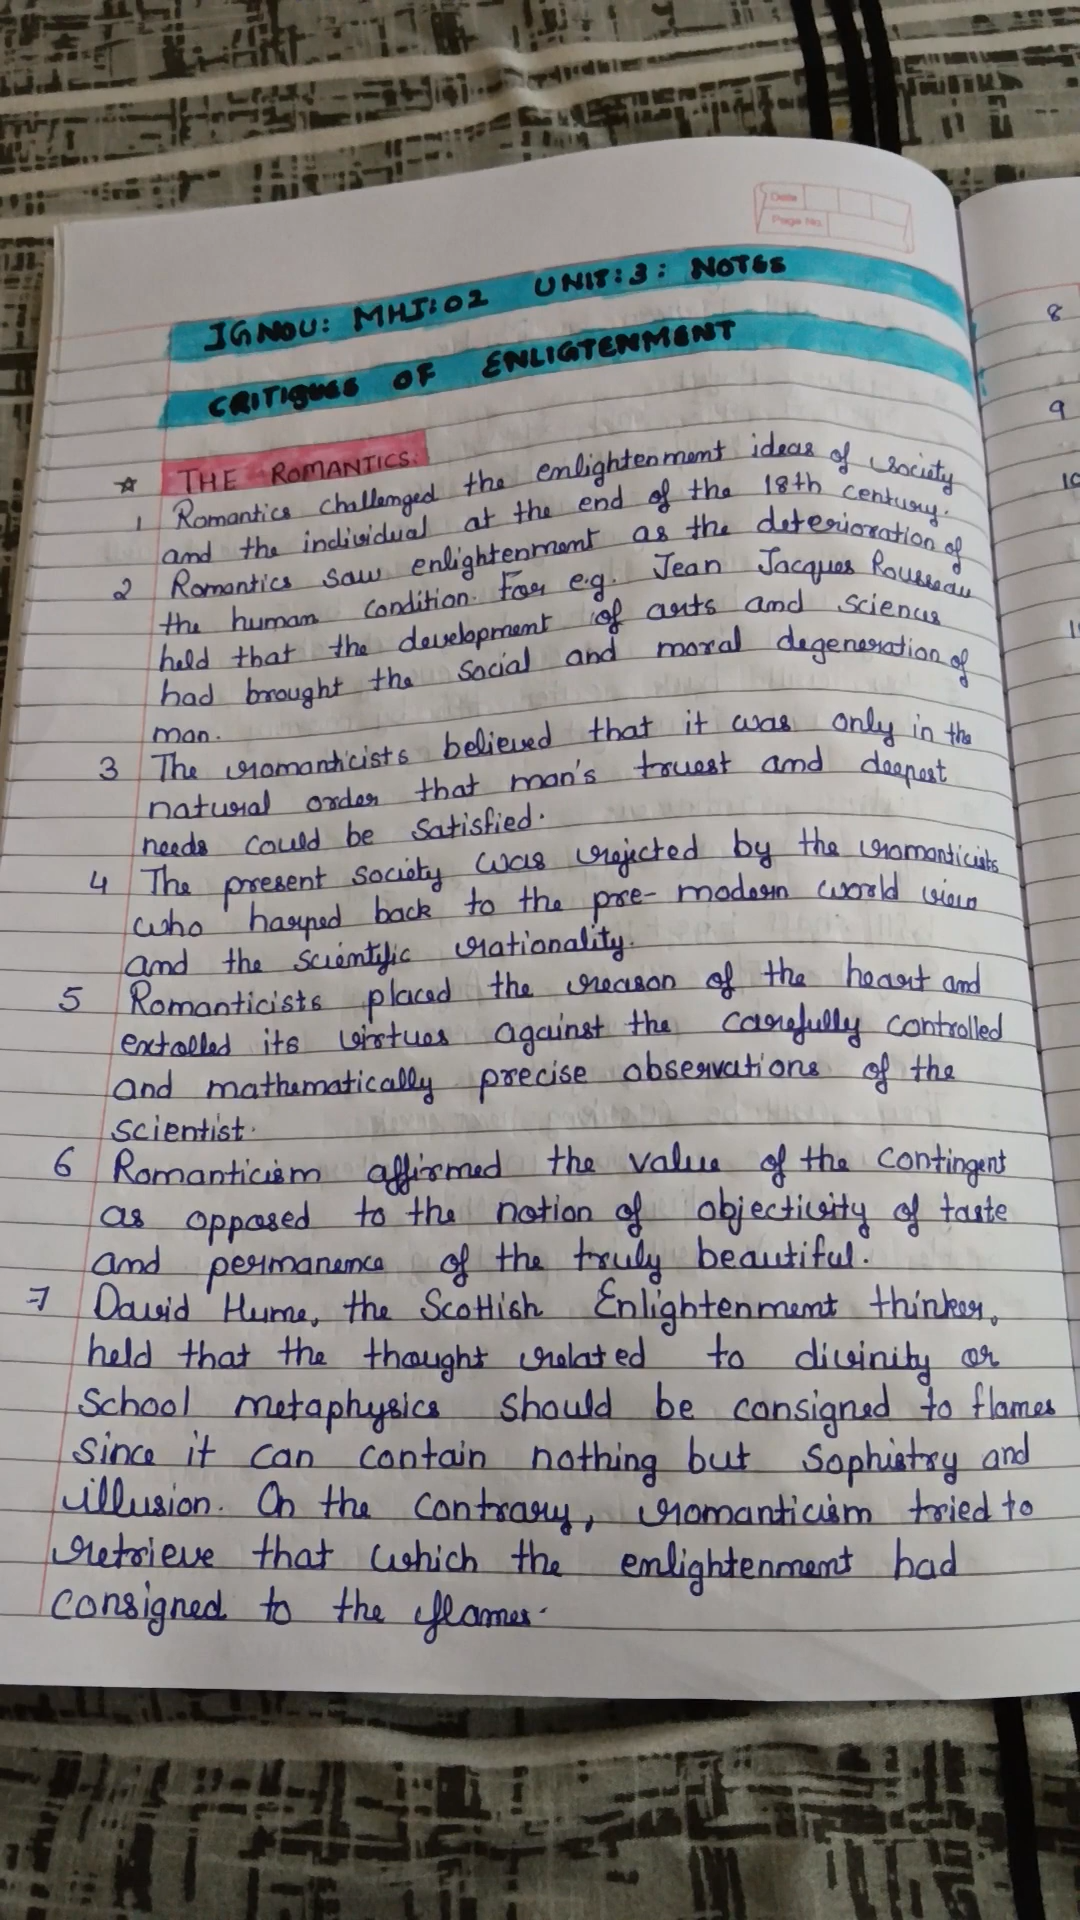 Date
Page No.
IGNOU: MHI:02 UNIT:3: NOTES
CRITIQUES OF ENLIGTENMENT
☆ THE ROMANTICS:
1 Romantics challenged the enlightenment ideas of society
and the individual at the end of the 18th century.
2 Romantics saw enlightenment as the deterioration of
the human condition. For e.g. Jean Jacques Rousseau
held that the development of arts and sciences
had brought the social and moral degeneration of
man.
3 The romanticists believed that it was only in the
natural order that man's truest and deepest
needs could be satisfied.
4 The present society was rejected by the romanticists
who harped back to the pre-modern world view
and the scientific rationality.
5 Romanticists placed the reason of the heart and
extolled its virtues against the carefully controlled
and mathematically precise observations of the
scientist.
6 Romanticism affirmed the value of the contingent
as opposed to the notion of objectivity of taste
and permanence of the truly beautiful.
7 David Hume, the Scottish Enlightenment thinker,
held that the thought related to divinity or
school metaphysics should be consigned to flames
since it can contain nothing but Sophistry and
illusion. On the contrary, romanticism tried to
retrieve that which the enlightenment had
consigned to the flames.
8
9